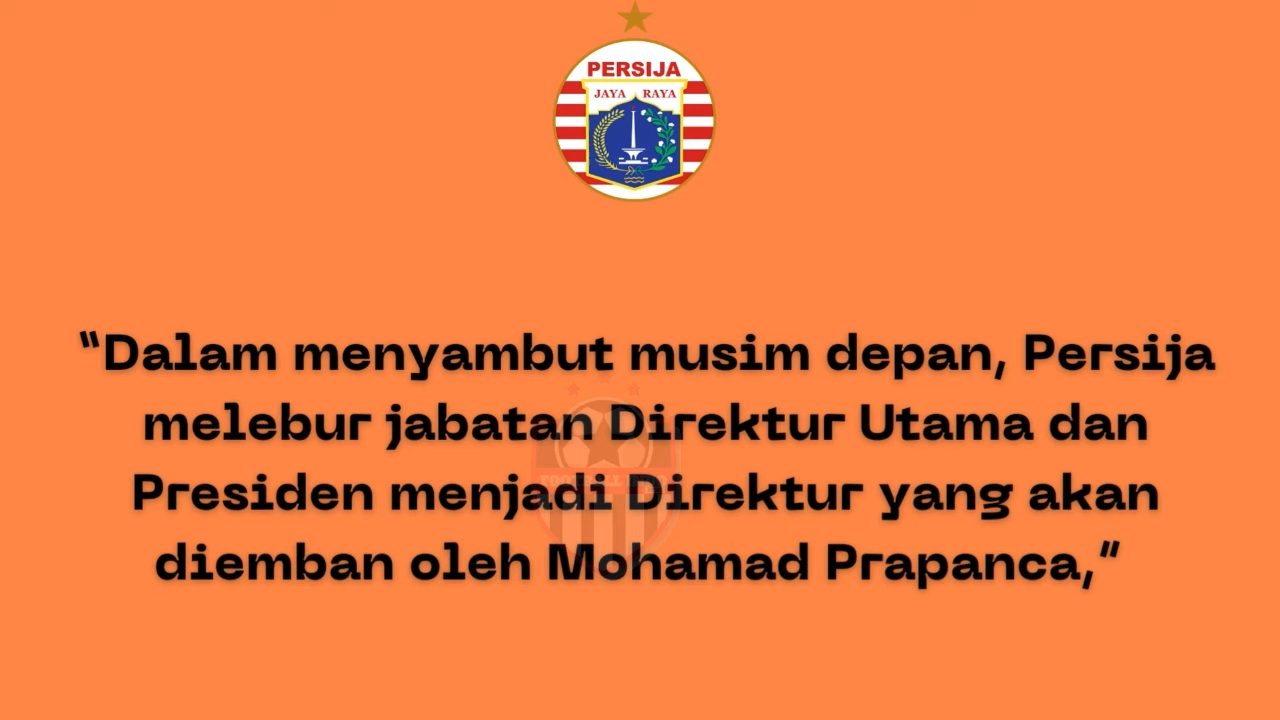 PERSIJA
JAYA RAYA
“Dalam menyambut musim depan, Persija
melebur jabatan Direktur Utama dan
Presiden menjadi Direktur yang akan
diemban oleh Mohamad Prapanca,”